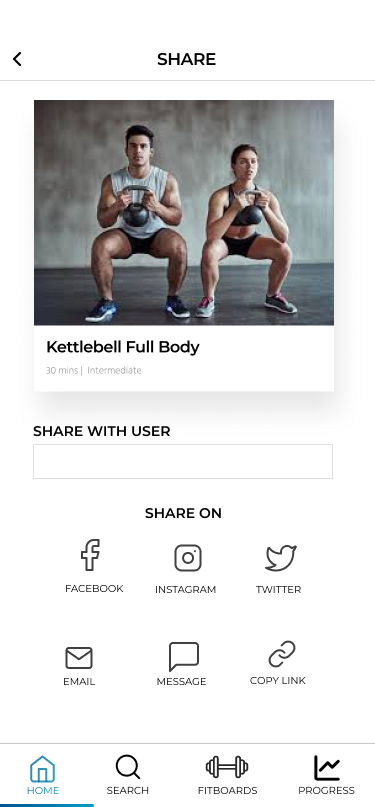 SHARE
Kettlebell Full Body
30 mins | Intermediate
SHARE WITH USER
SHARE ON
FACEBOOK INSTAGRAM TWITTER
EMAIL MESSAGE COPY LINK
HOME SEARCH FITBOARDS PROGRESS